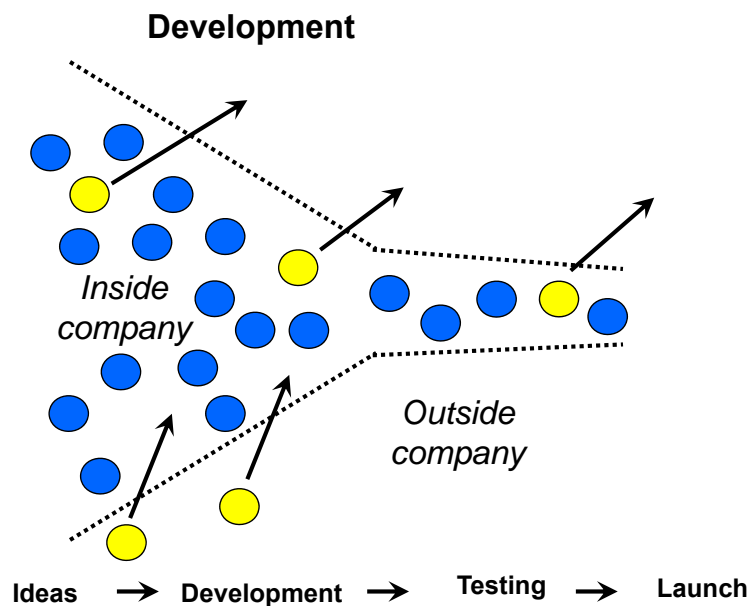 Development
Inside
company
Outside
company
Ideas
Development
Testing
Launch